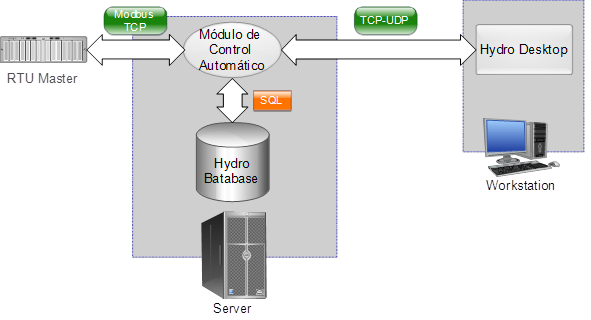 Modbus
TCP
TCP-UDP
Módulo de
Control
Automático
Hydro Desktop
RTU Master
SQL
Hydro
Batabase
Workstation
Server